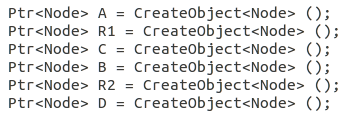 Ptr<Node> A = CreateObject<Node> ();
Ptr<Node> R1 = CreateObject<Node> ();
Ptr<Node> C = CreateObject<Node> ();
Ptr<Node> B = CreateObject<Node> ();
Ptr<Node> R2 = CreateObject<Node> ();
Ptr<Node> D = CreateObject<Node> ();